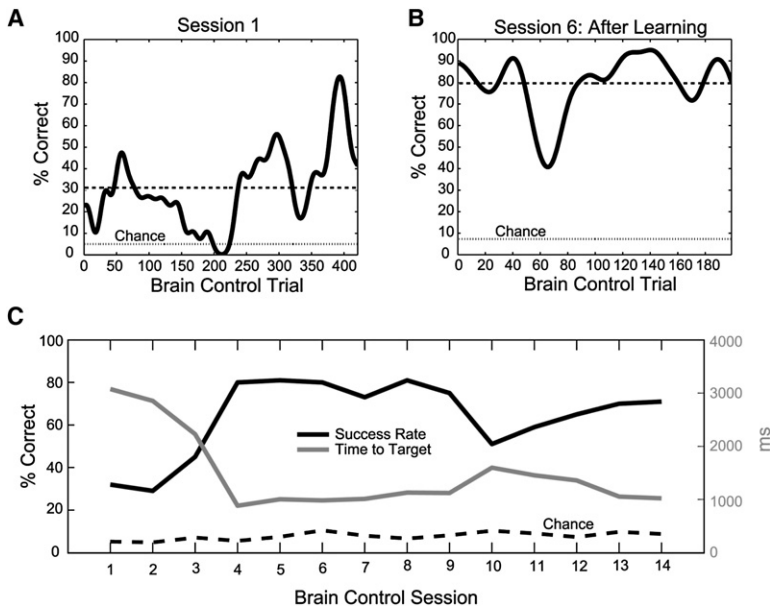 A
Session 1
% Correct
100
90
80
70
60
50
40
30
20
10
0
Chance
0 50 100 150 200 250 300 350 400
Brain Control Trial
B
Session 6: After Learning
% Correct
100
90
80
70
60
50
40
30
20
10
0
Chance
0 20 40 60 80 100 120 140 160 180
Brain Control Trial
C
% Correct
100
80
60
40
20
0
Success Rate
Time to Target
Chance
4000
3000
2000
1000
0
ms
1 2 3 4 5 6 7 8 9 10 11 12 13 14
Brain Control Session